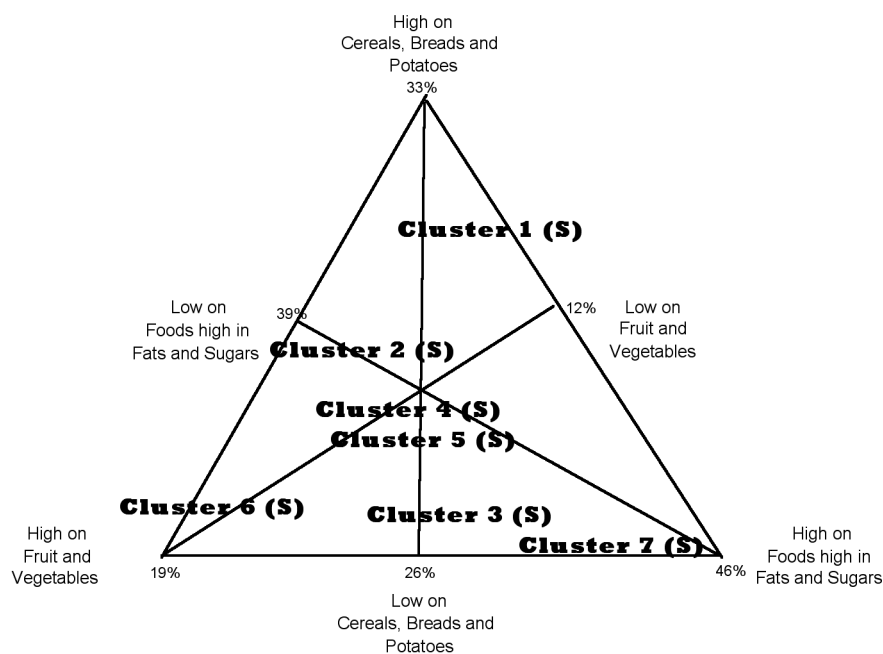 High on
Cereals, Breads and
Potatoes
33%
Cluster 1 (S)
Low on
Foods high in
Fats and Sugars
39%
12%
Low on
Fruit and
Vegetables
Cluster 2 (S)
Cluster 4 (S)
Cluster 5 (S)
Cluster 6 (S)
Cluster 3 (S)
Cluster 7 (S)
High on
Fruit and
Vegetables
High on
Foods high in
Fats and Sugars
19%
26%
46%
Low on
Cereals, Breads and
Potatoes